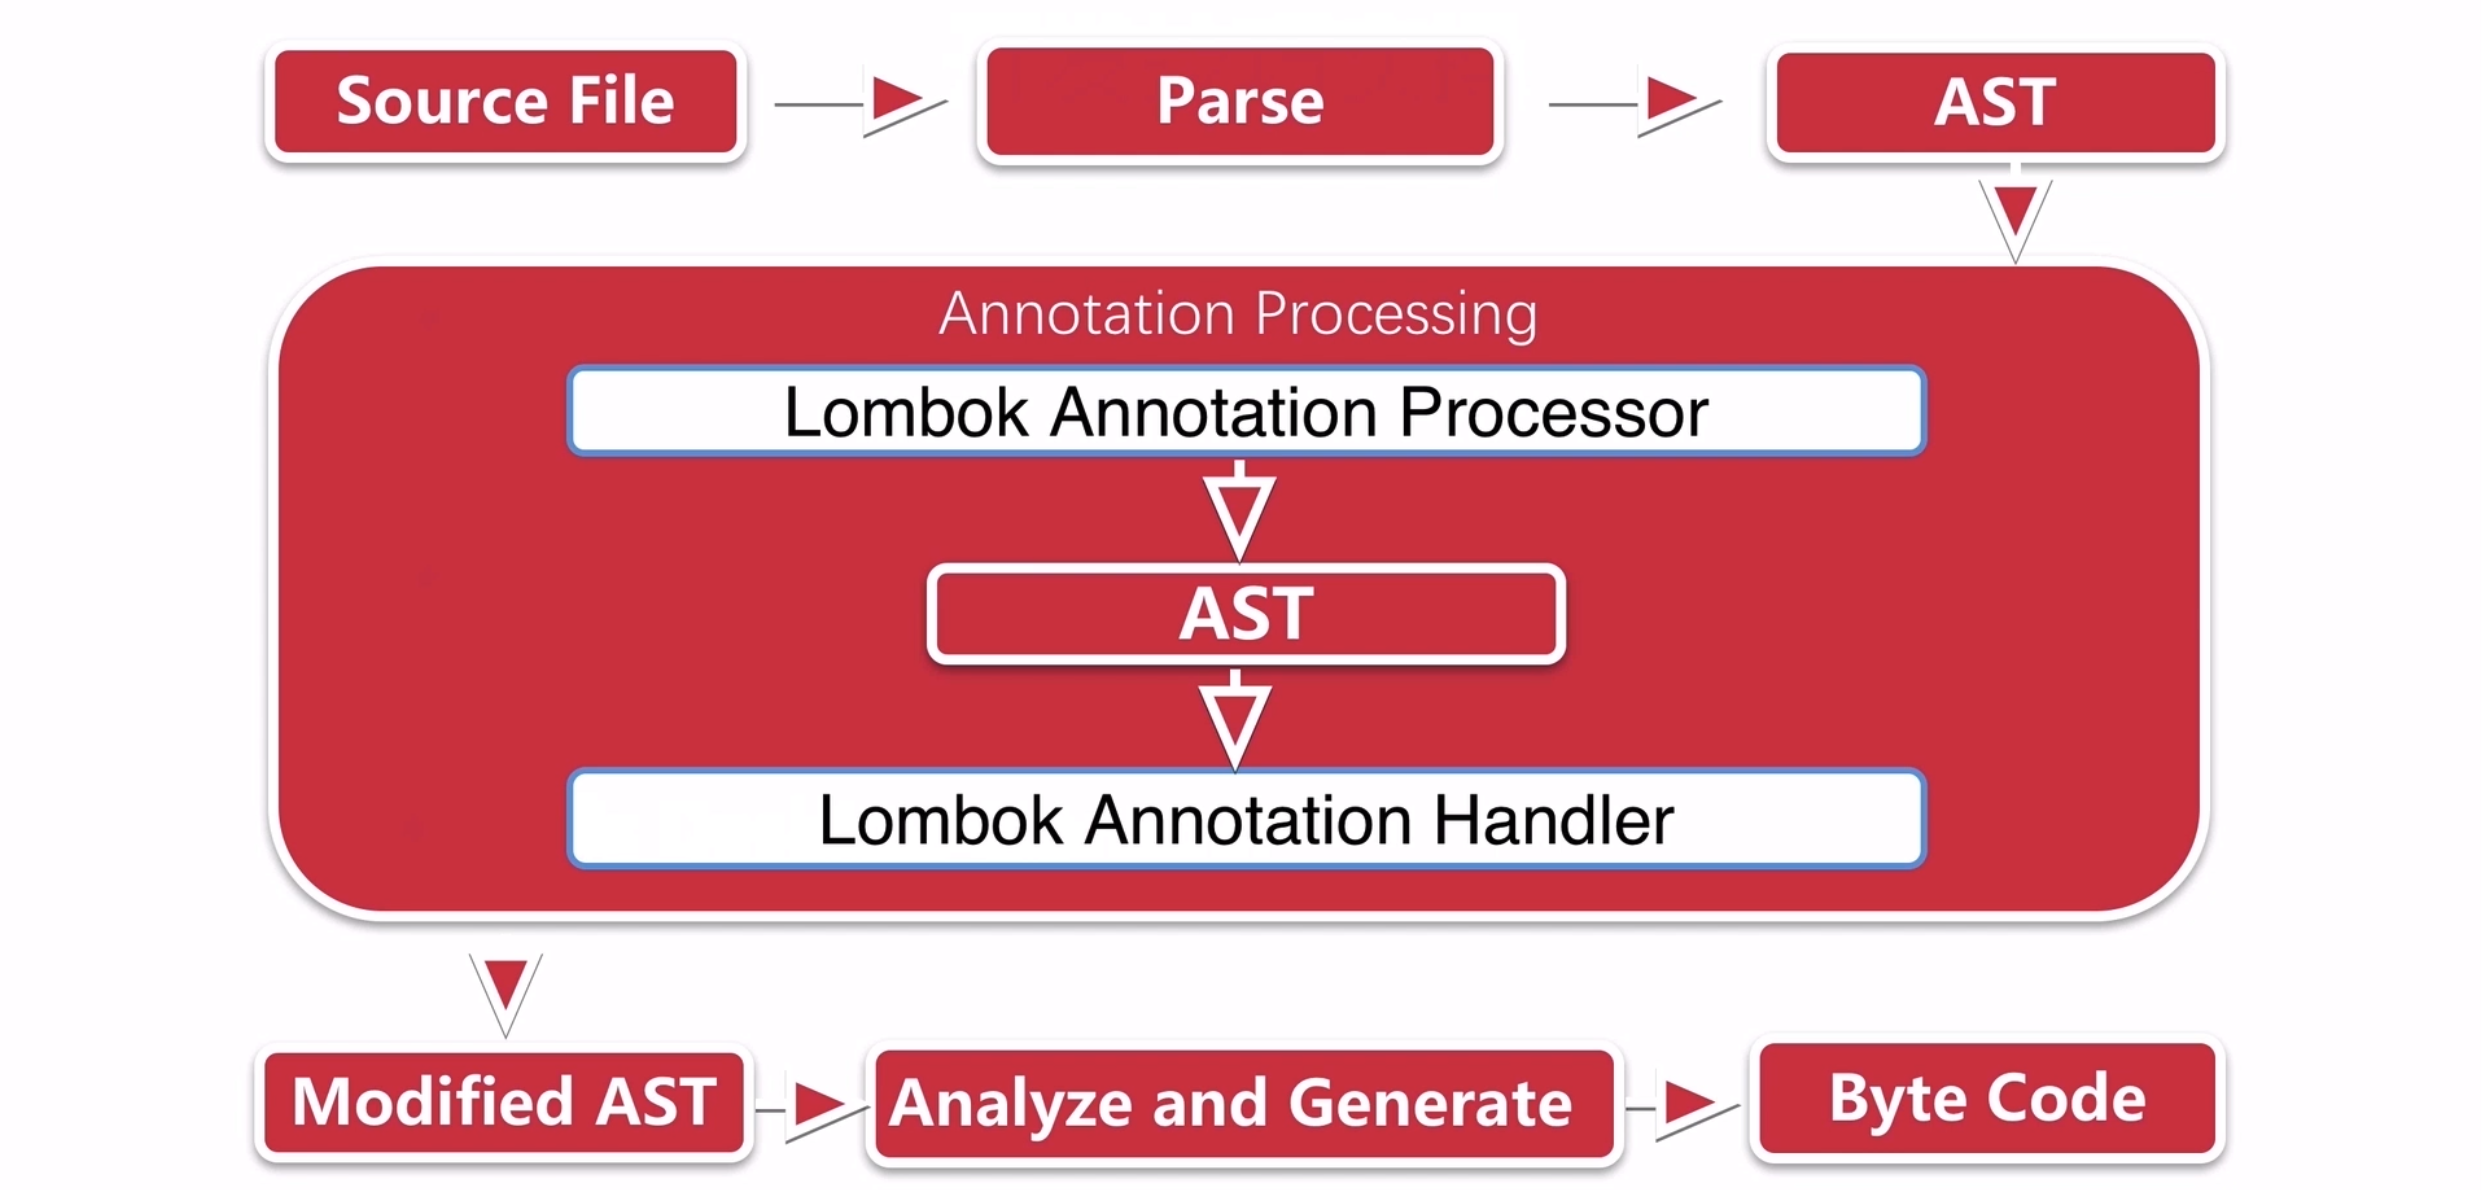 Source File
Parse
AST
Annotation Processing
Lombok Annotation Processor
AST
Lombok Annotation Handler
Modified AST
Analyze and Generate
Byte Code